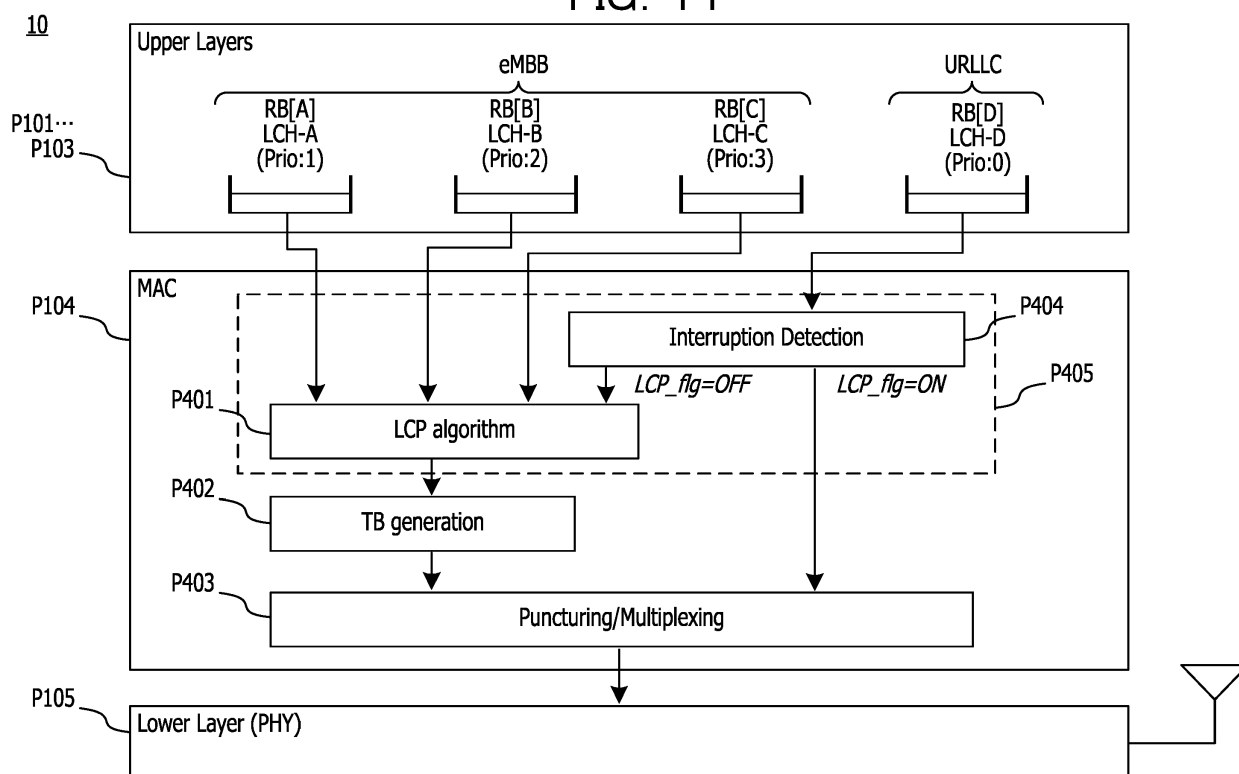 10
Upper Layers
eMBB
URLLC
RB[A]
LCH-A
(Prio:1)
RB[B]
LCH-B
(Prio:2)
RB[C]
LCH-C
(Prio:3)
RB[D]
LCH-D
(Prio:0)
P101…
P103
MAC
P104
Interruption Detection
P404
LCP_flg=OFF
LCP_flg=ON
P405
P401
LCP algorithm
P402
TB generation
P403
Puncturing/Multiplexing
P105
Lower Layer (PHY)